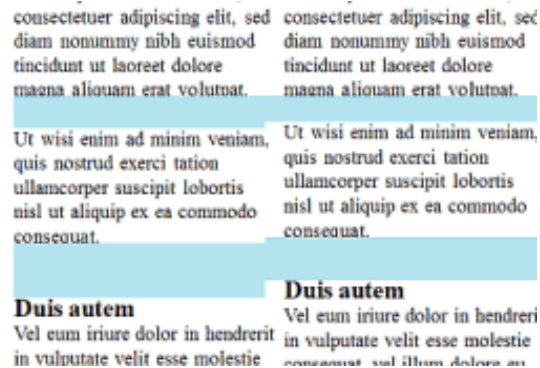 consectetuer adipiscing elit, sed
diam nonummy nibh euismod
tincidunt ut laoreet dolore
magna aliquam erat volutpat.
Ut wisi enim ad minim veniam,
quis nostrud exerci tation
ullamcorper suscipit lobortis
nisl ut aliquip ex ea commodo
consequat.
Duis autem
Vel eum iriure dolor in hendrerit
in vulputate velit esse molestie
consectetuer adipiscing elit, sed
diam nonummy nibh euismod
tincidunt ut laoreet dolore
magna aliquam erat volutpat.
Ut wisi enim ad minim veniam,
quis nostrud exerci tation
ullamcorper suscipit lobortis
nisl ut aliquip ex ea commodo
consequat.
Duis autem
Vel eum iriure dolor in hendreri
in vulputate velit esse molestie
consequat, vel illum dolore eu